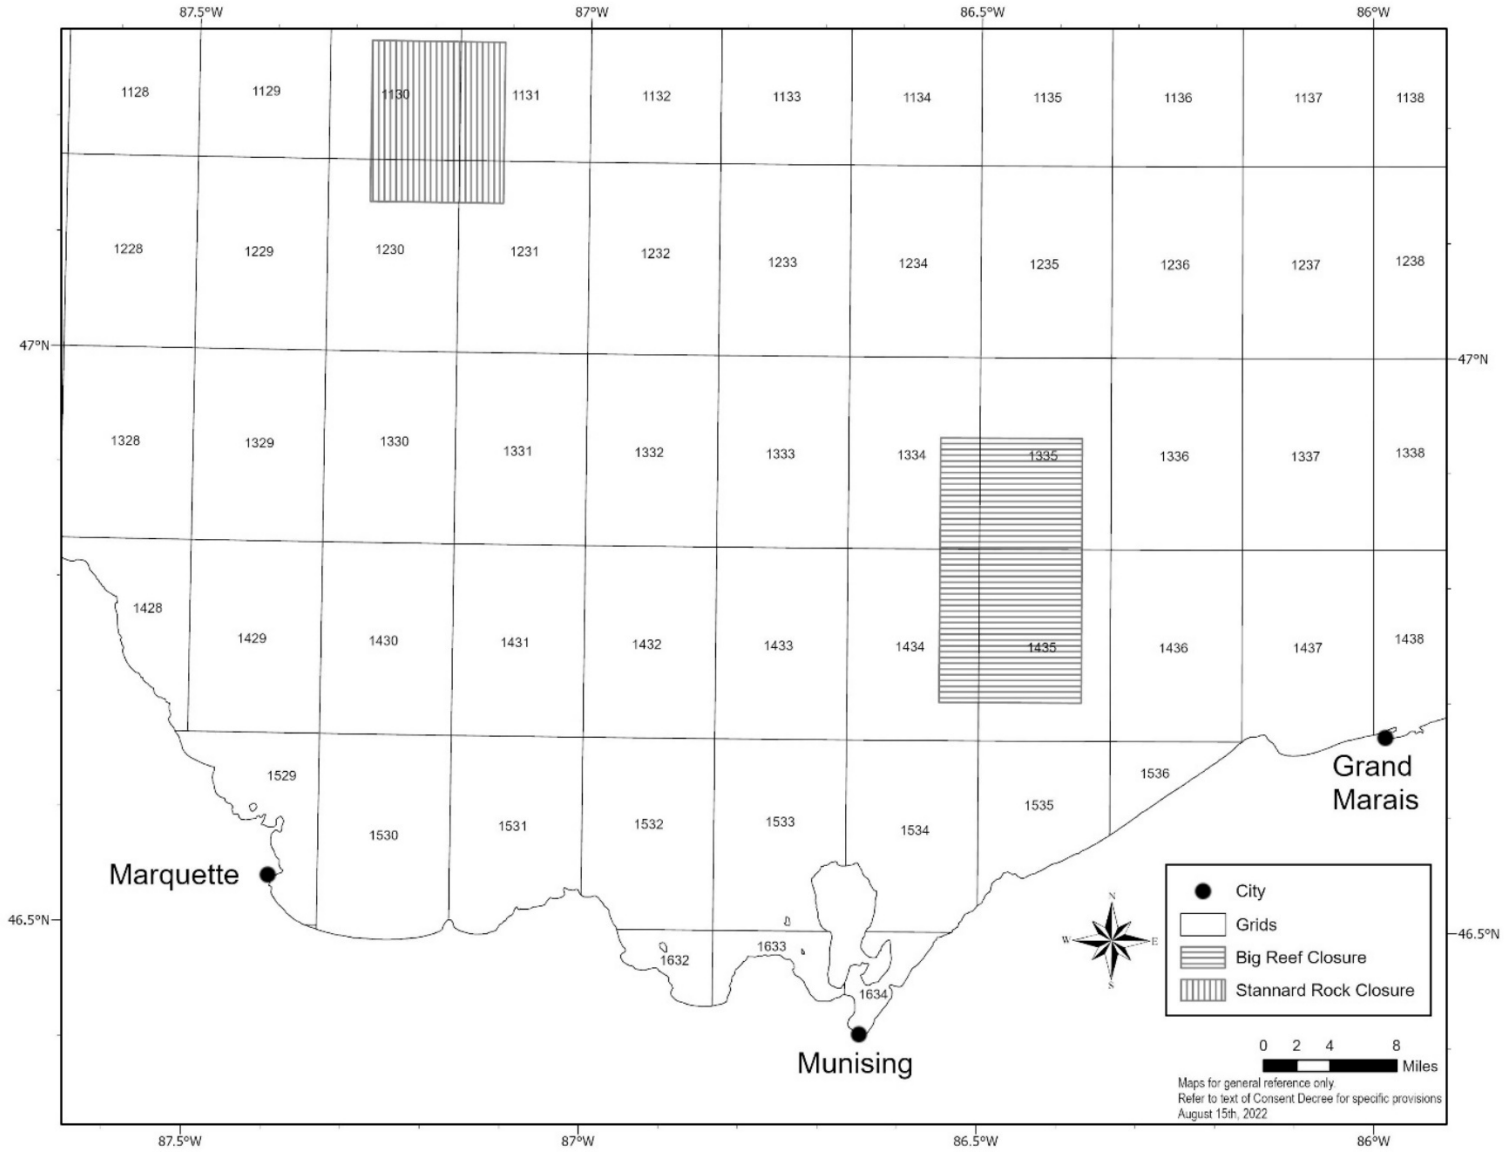 87.5°W 87°W 86.5°W 86°W
1128 1129 1130 1131 1132 1133 1134 1135 1136 1137 1138
1228 1229 1230 1231 1232 1233 1234 1235 1236 1237 1238
47°N 47°N
1328 1329 1330 1331 1332 1333 1334 1335 1336 1337 1338
1428 1429 1430 1431 1432 1433 1434 1435 1436 1437 1438
Grand
Marais
1529 1530 1531 1532 1533 1534 1535 1536
Marquette
46.5°N 46.5°N
1632 1633 1634
Munising
N
W E
S
City
Grids
Big Reef Closure
Stannard Rock Closure
0 2 4 8
Miles
Maps for general reference only.
Refer to text of Consent Decree for specific provisions
August 15th, 2022
87.5°W 87°W 86.5°W 86°W